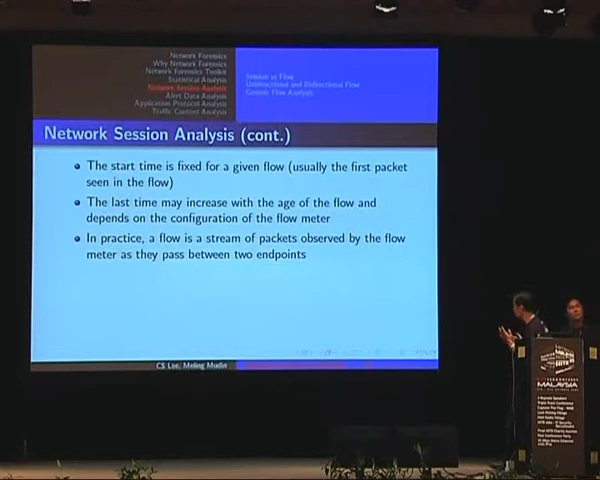 Network Forensics
Why Network Forensics
Network Forensics Toolkit
Statistical Analysis
Network Session Analysis
Alert Data Analysis
Application Protocol Analysis
Traffic Content Analysis
Session vs Flow
Unidirectional and Bidirectional Flow
Generic Flow Analysis
Network Session Analysis (cont.)
The start time is fixed for a given flow (usually the first packet
seen in the flow)
The last time may increase with the age of the flow and
depends on the configuration of the flow meter
In practice, a flow is a stream of packets observed by the flow
meter as they pass between two endpoints
CS Lee, Meling Mudin
MALAYSIA